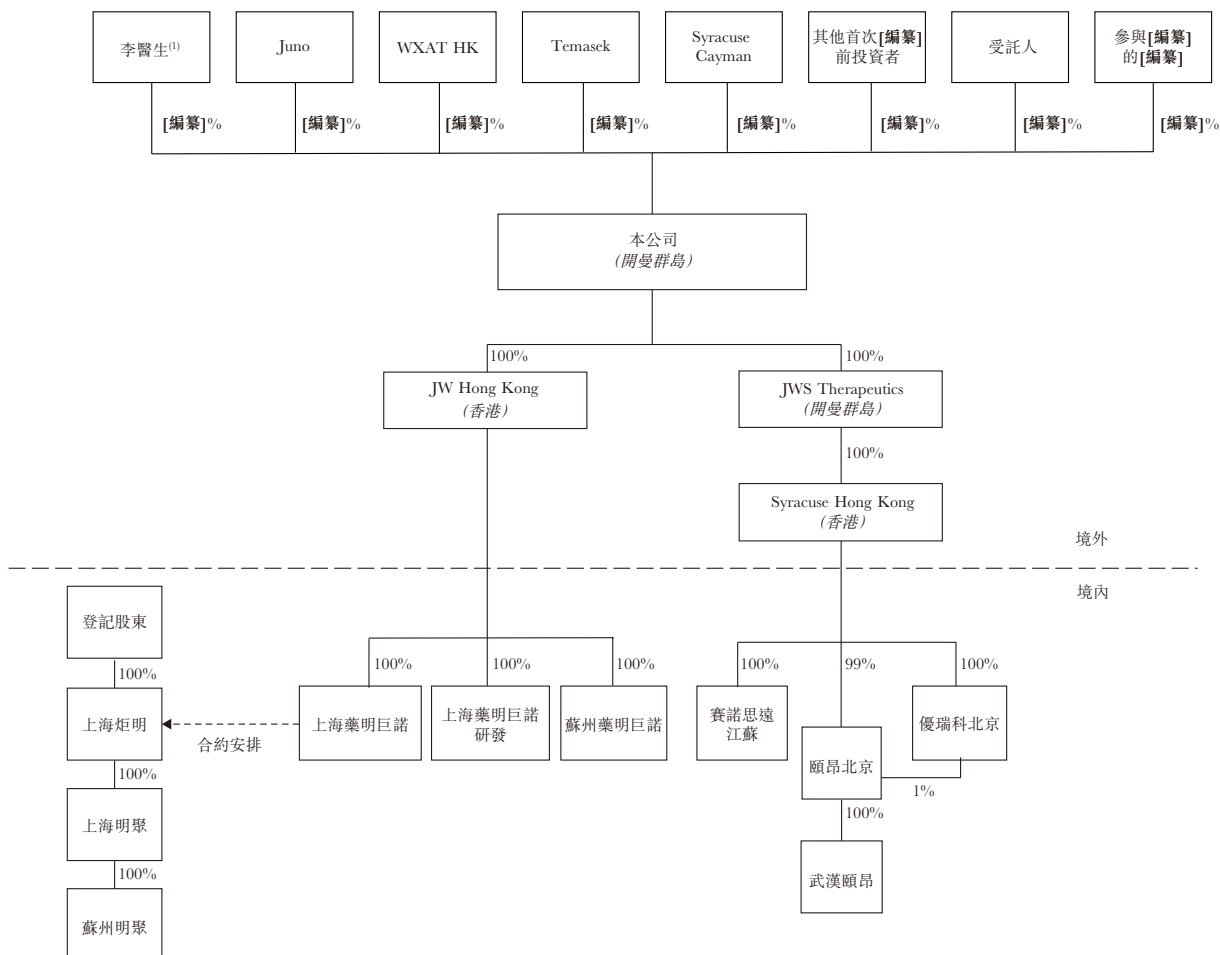 李醫生(1)
Juno
WXAT HK
Temasek
Syracuse
Cayman
其他首次[編纂]
前投資者
受託人
參與[編纂]
的[編纂]
[編纂]%
[編纂]%
[編纂]%
[編纂]%
[編纂]%
[編纂]%
[編纂]%
[編纂]%
本公司
(開曼群島)
100%
100%
JW Hong Kong
(香港)
JWS Therapeutics
(開曼群島)
100%
Syracuse Hong Kong
(香港)
境外
境內
登記股東
100%
100%
100%
100%
100%
99%
100%
上海炬明
合約安排
上海藥明巨諾
上海藥明巨諾
研發
蘇州藥明巨諾
賽諾思遠
江蘇
頤昂北京
優瑞科北京
1%
100%
100%
上海明聚
武漢頤昂
100%
蘇州明聚